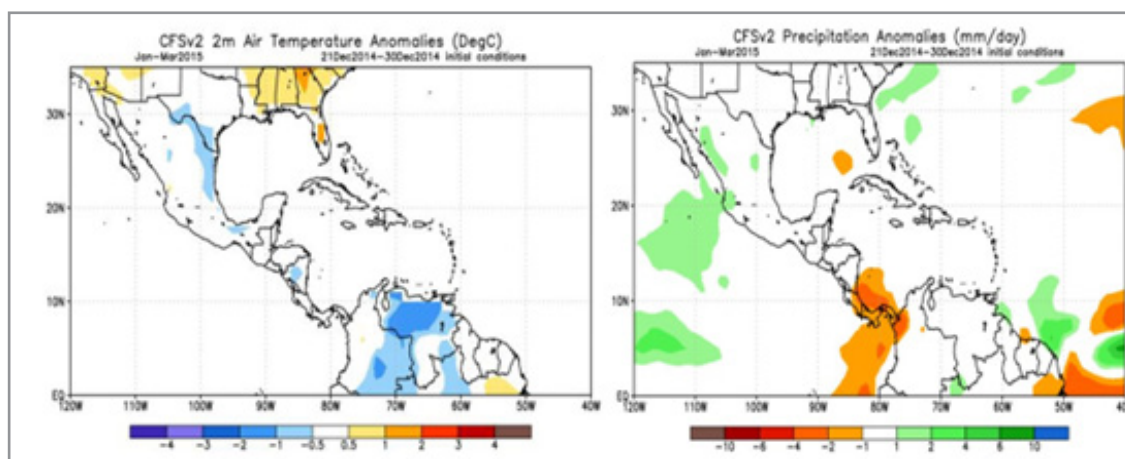 CFSv2 2m Air Temperature Anomalies (DegC)
Jan-Mar2015 21Dec2014-30Dec2014 initial conditions
30N
20N
10N
EQ
120W 110W 100W 90W 80W 70W 60W 50W 40W
-4 -3 -2 -1 -0.5 0.5 1 2 3 4
CFSv2 Precipitation Anomalies (mm/day)
Jan-Mar2015 21Dec2014-30Dec2014 initial conditions
30N
20N
10N
EQ
120W 110W 100W 90W 80W 70W 60W 50W 40W
-10 -6 -4 -2 -1 1 2 4 6 10